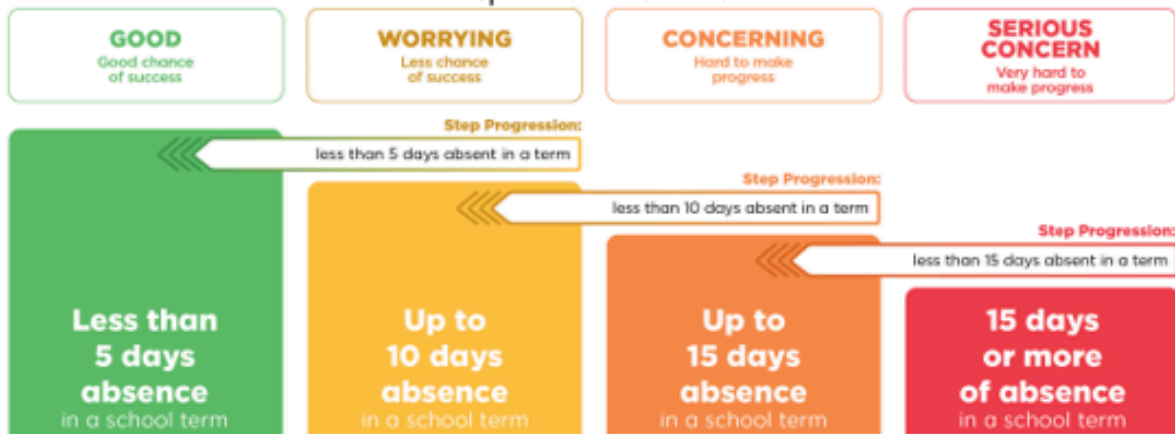 GOOD
Good chance
of success
WORRYING
Less chance
of success
CONCERNING
Hard to make
progress
SERIOUS
CONCERN
Very hard to
make progress
Step Progression:
less than 5 days absent in a term
Step Progression:
less than 10 days absent in a term
Step Progression:
less than 15 days absent in a term
Less than
5 days
absence
in a school term
Up to
10 days
absence
in a school term
Up to
15 days
absence
in a school term
15 days
or more
of absence
in a school term